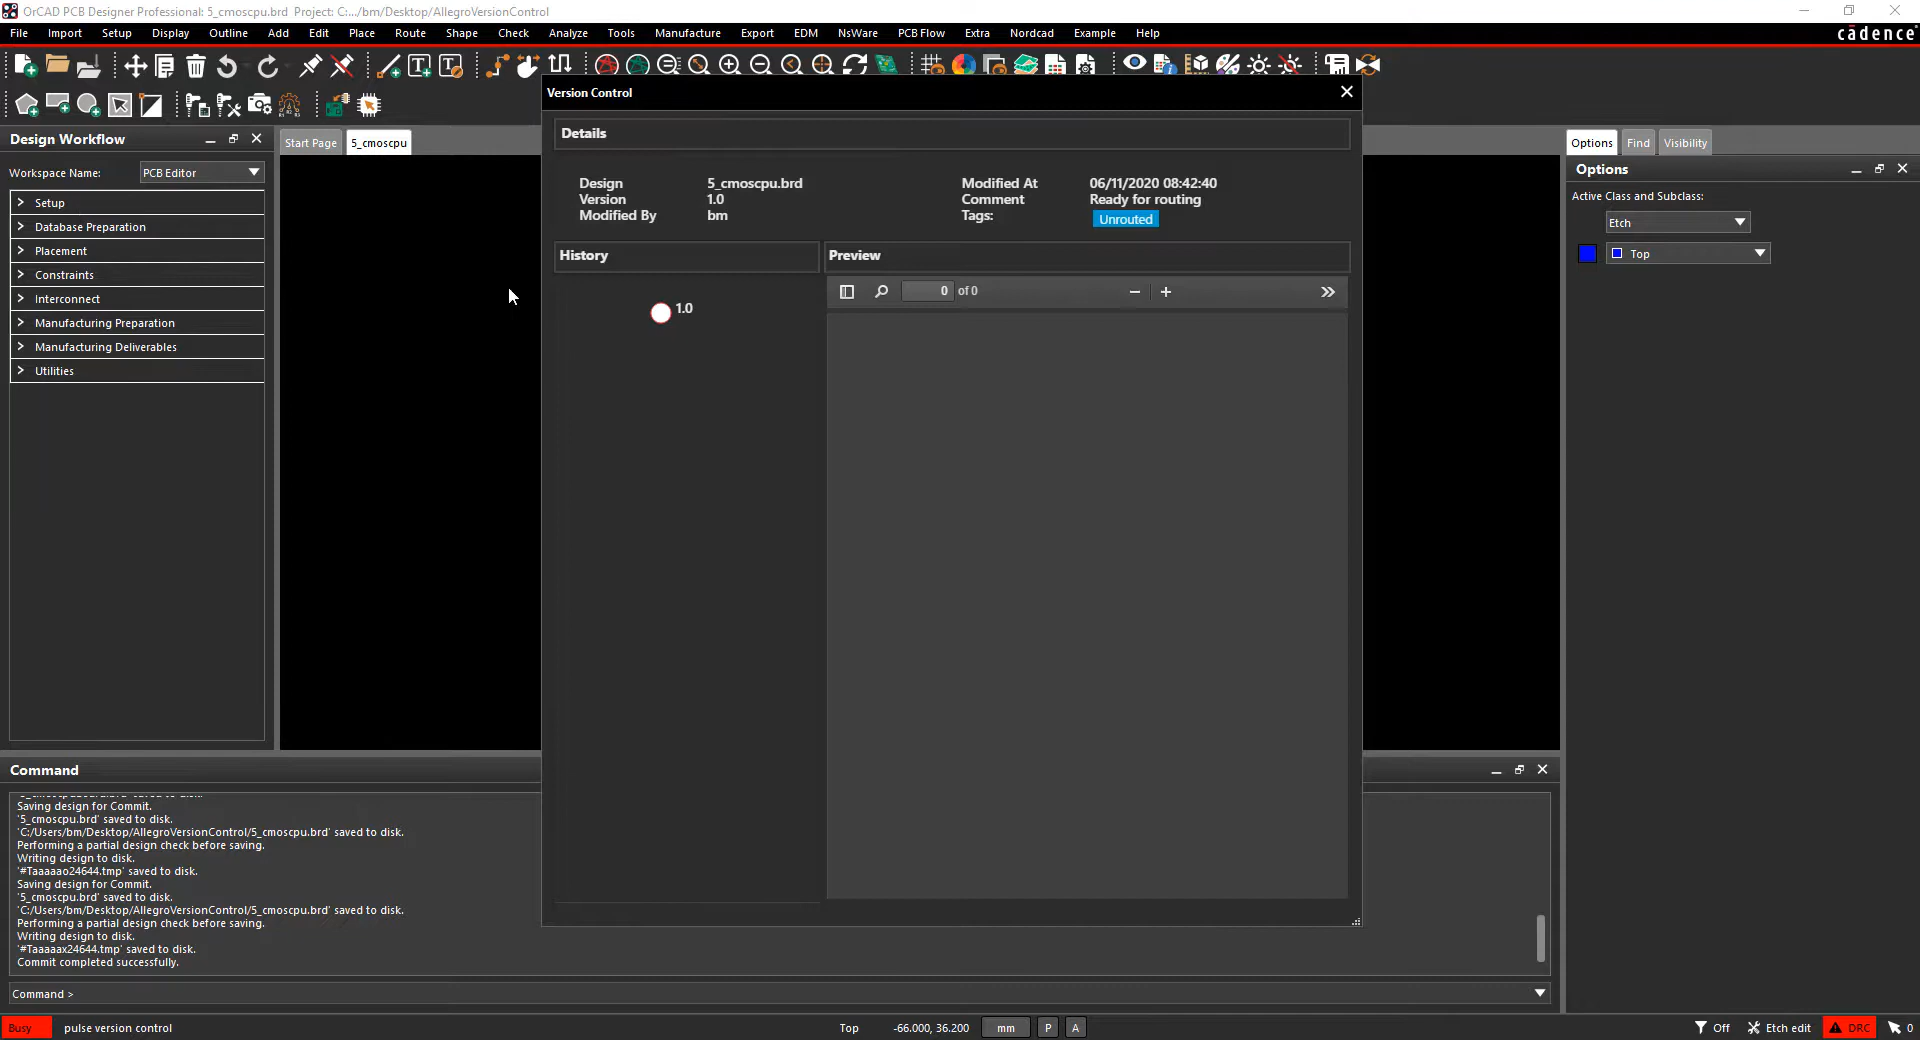 OrCAD PCB Designer Professional: 5_cmoscpu.brd Project: C:.../bm/Desktop/AllegroVersionControl
File Import Setup Display Outline Add Edit Place Route Shape Check Analyze Tools Manufacture Export EDM NsWare PCB Flow Extra Nordcad Example Help
cādence
Version Control
Details
Design 5_cmoscpu.brd Modified At 06/11/2020 08:42:40
Version 1.0 Comment Ready for routing
Modified By bm Tags: Unrouted
History Preview
1.0
0 of 0
Design Workflow
Workspace Name: PCB Editor
Setup
Database Preparation
Placement
Constraints
Interconnect
Manufacturing Preparation
Manufacturing Deliverables
Utilities
Start Page 5_cmoscpu
Options Find Visibility
Options
Active Class and Subclass:
Etch
Top
Command
Saving design for Commit.
'5_cmoscpu.brd' saved to disk.
'C:/Users/bm/Desktop/AllegroVersionControl/5_cmoscpu.brd' saved to disk.
Performing a partial design check before saving.
Writing design to disk.
'#Taaaaao24644.tmp' saved to disk.
Saving design for Commit.
'5_cmoscpu.brd' saved to disk.
'C:/Users/bm/Desktop/AllegroVersionControl/5_cmoscpu.brd' saved to disk.
Performing a partial design check before saving.
Writing design to disk.
'#Taaaaax24644.tmp' saved to disk.
Commit completed successfully.
Command >
Busy pulse version control Top -66.000, 36.200 mm P A Off Etch edit DRC 0